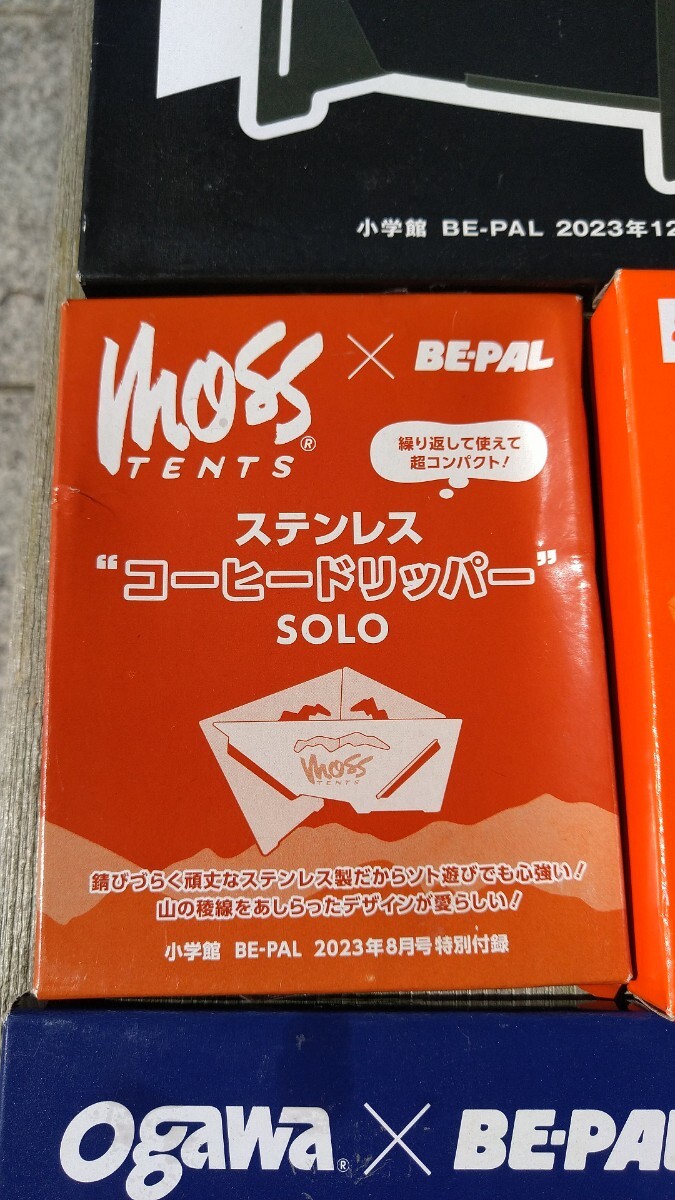 小学館 BE-PAL 2023年12
moss × BE-PAL
TENTS®
繰り返して使えて
超コンパクト!
ステンレス
“コーヒードリッパー”
SOLO
moss
TENTS
錆びづらく頑丈なステンレス製だからソト遊びでも心強い!
山の稜線をあしらったデザインが愛らしい!
小学館 BE-PAL 2023年8月号特別付録
ogawa® × BE-PAL